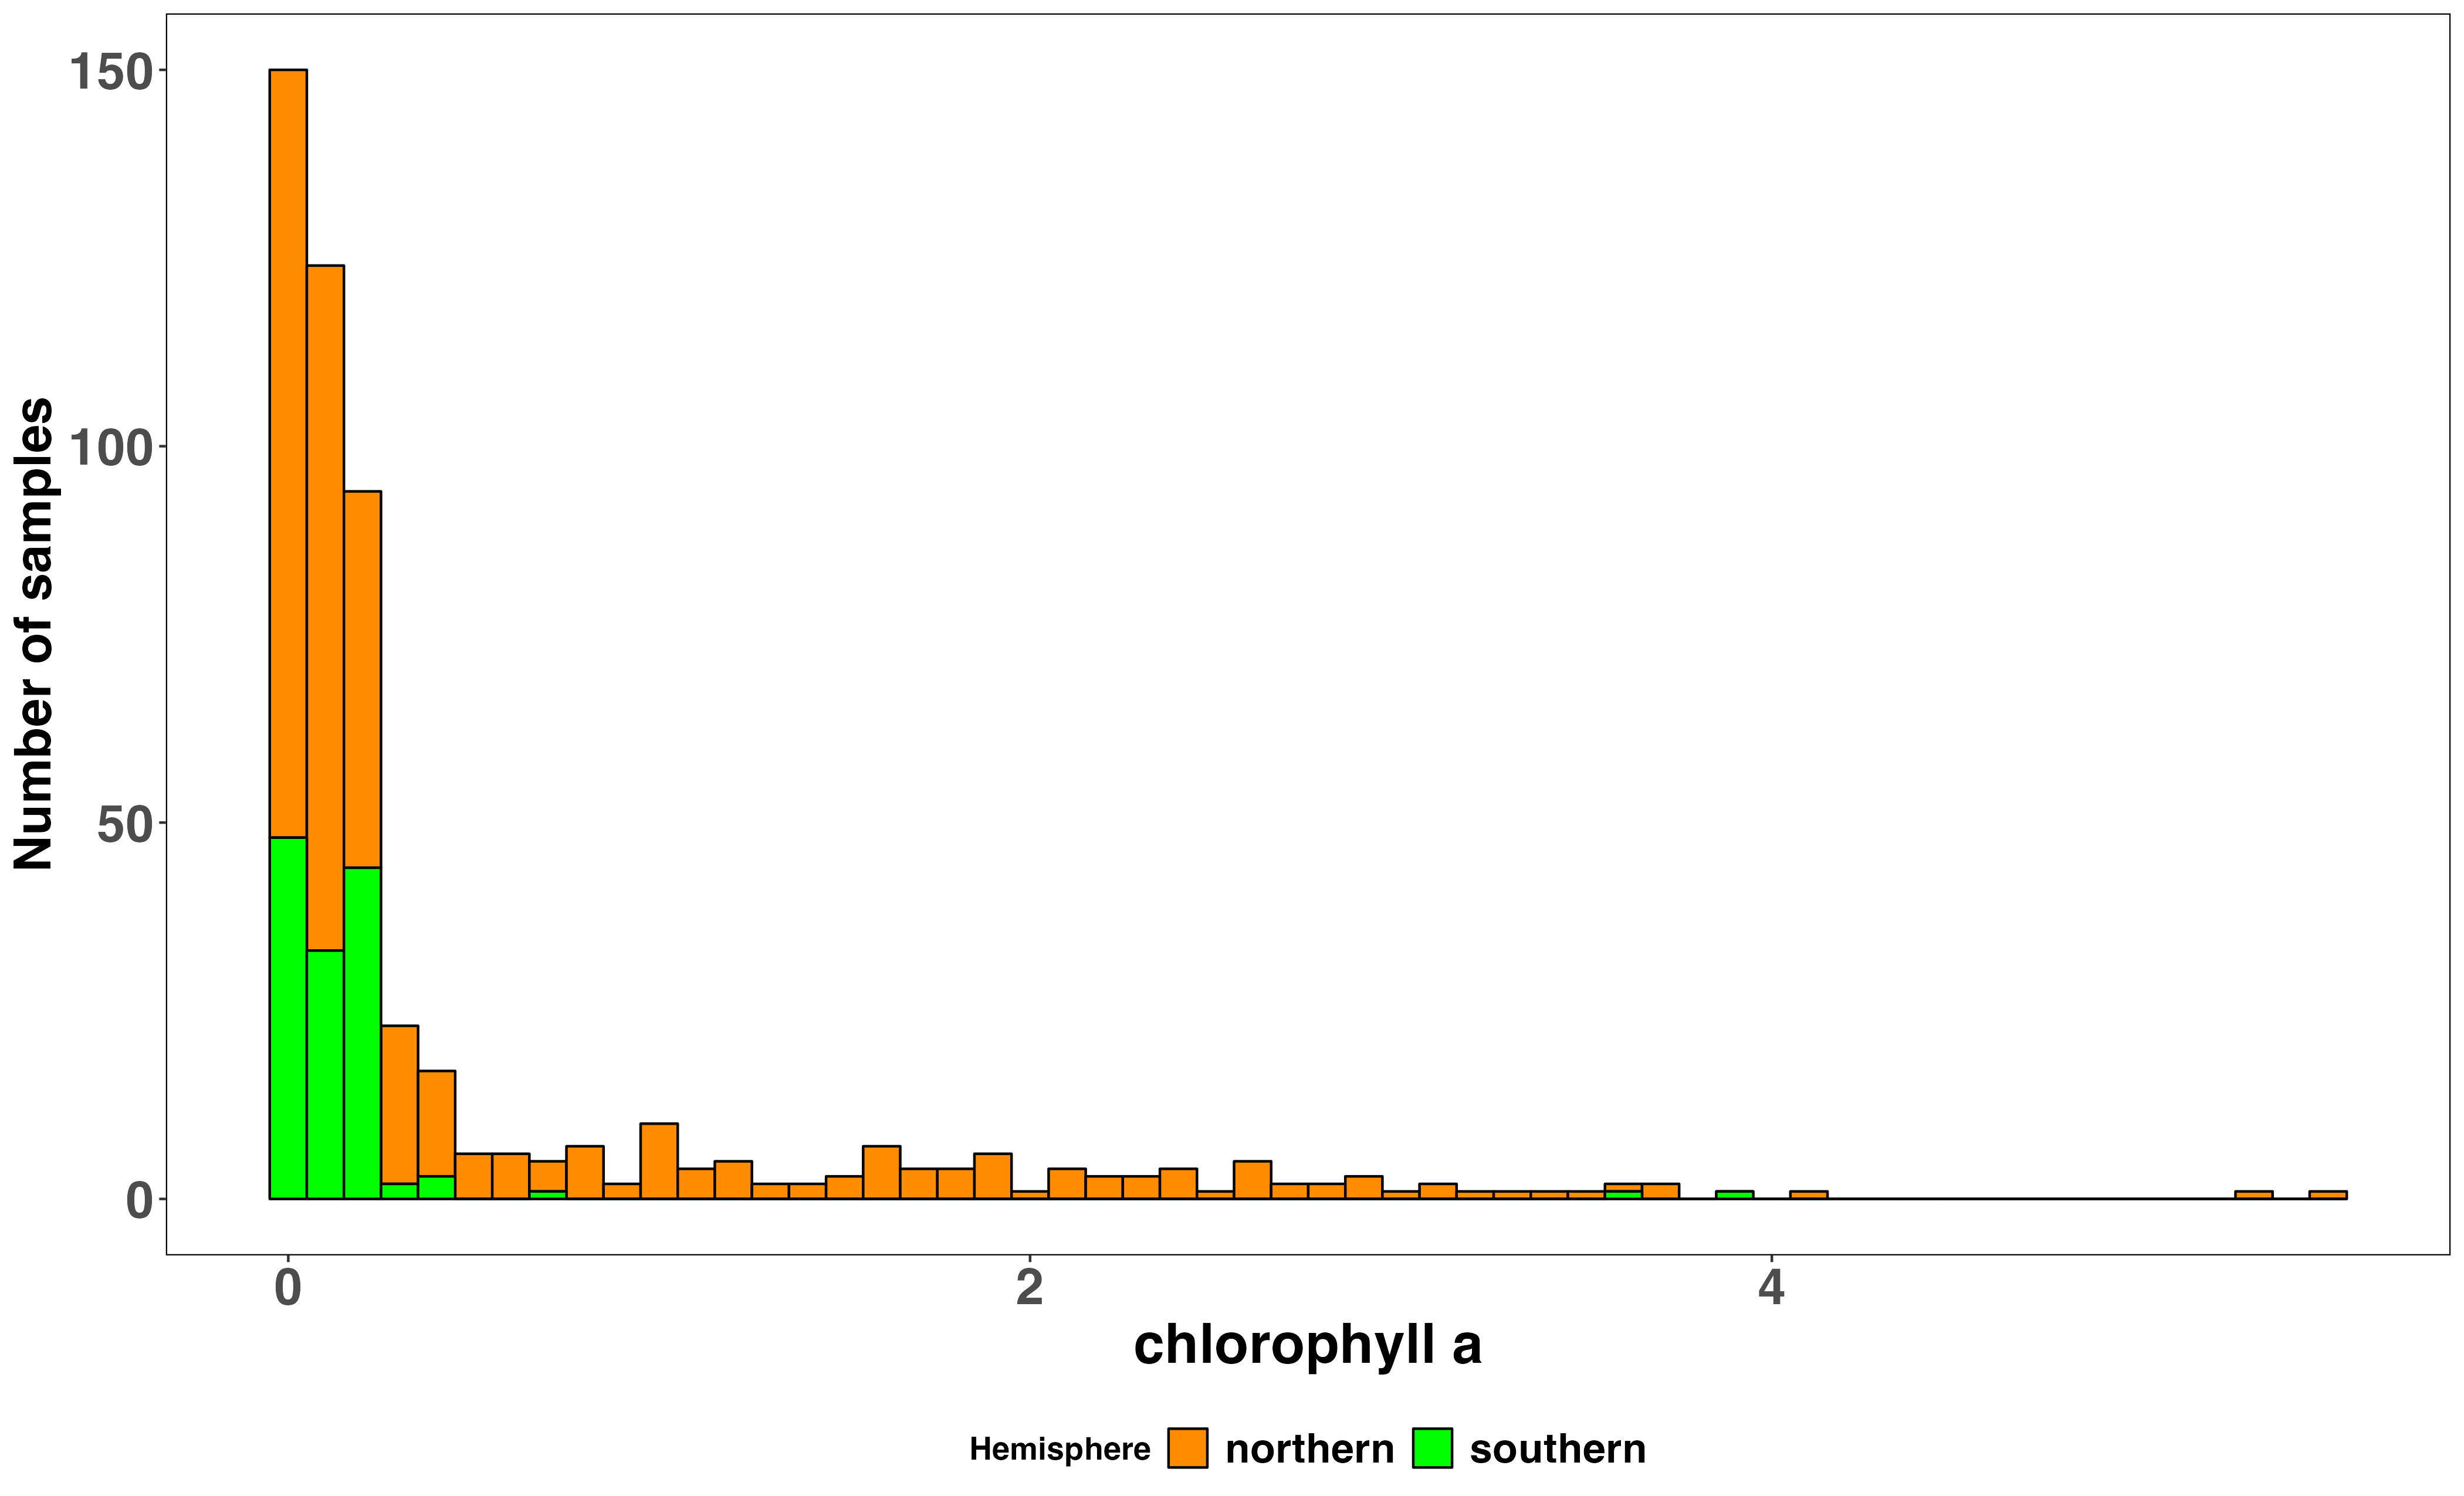 Number of samples
150
100
50
0
0 2 4
chlorophyll a
Hemisphere northern southern